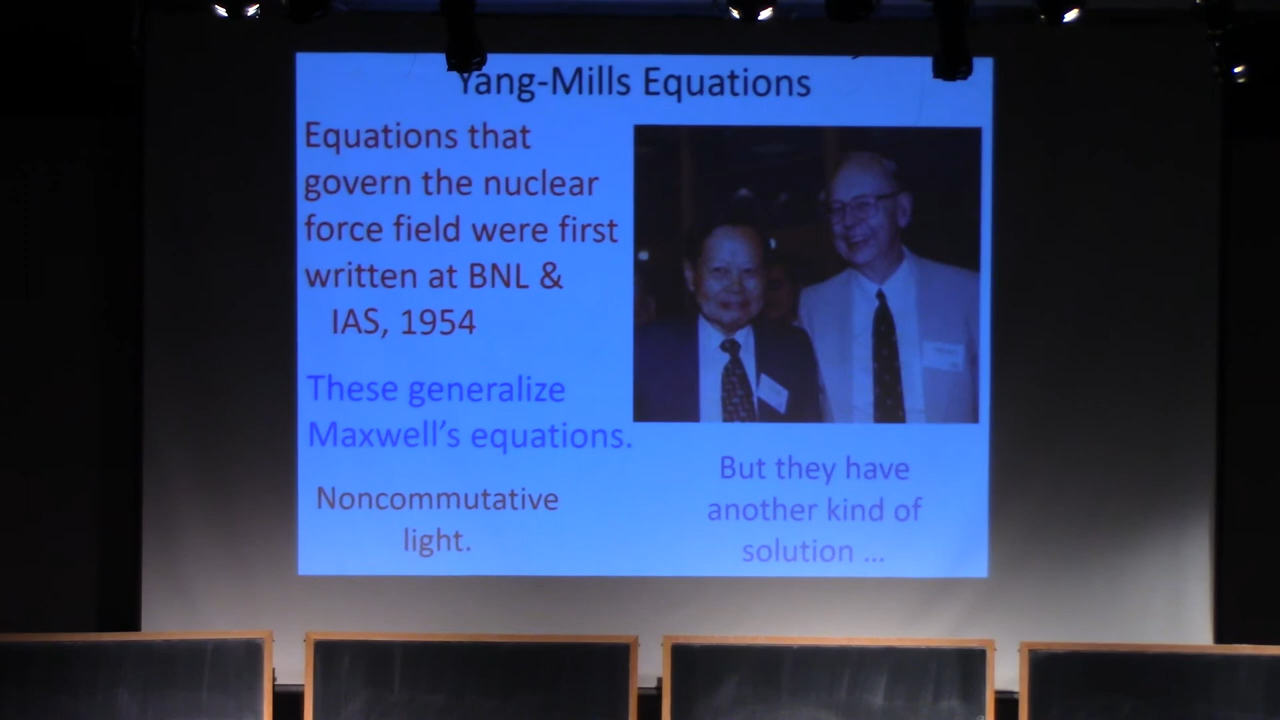 Yang-Mills Equations
Equations that
govern the nuclear
force field were first
written at BNL &
IAS, 1954
These generalize
Maxwell's equations.
Noncommutative
light.
But they have
another kind of
solution ...